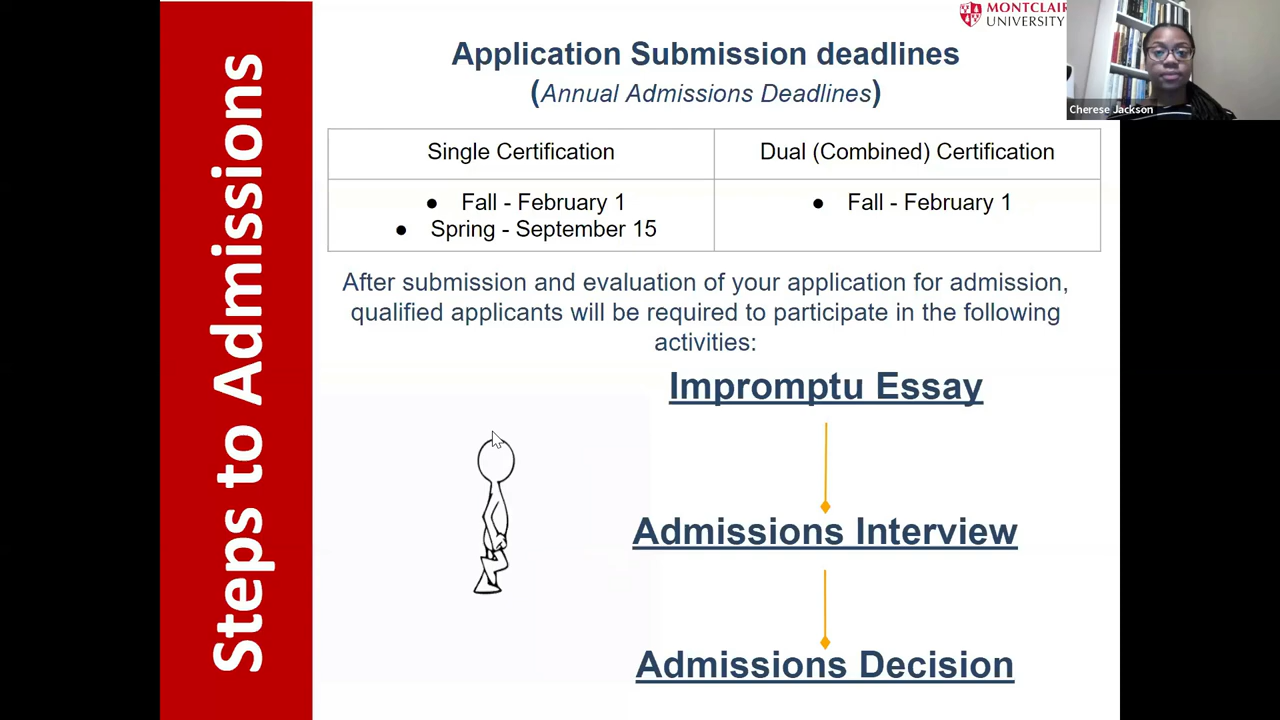 MONTCLAIR
UNIVERSITY
Cherese Jackson
Steps to Admissions
Application Submission deadlines
(Annual Admissions Deadlines)
Single Certification
Dual (Combined) Certification
● Fall - February 1
● Spring - September 15
● Fall - February 1
After submission and evaluation of your application for admission,
qualified applicants will be required to participate in the following
activities:
Impromptu Essay
Admissions Interview
Admissions Decision